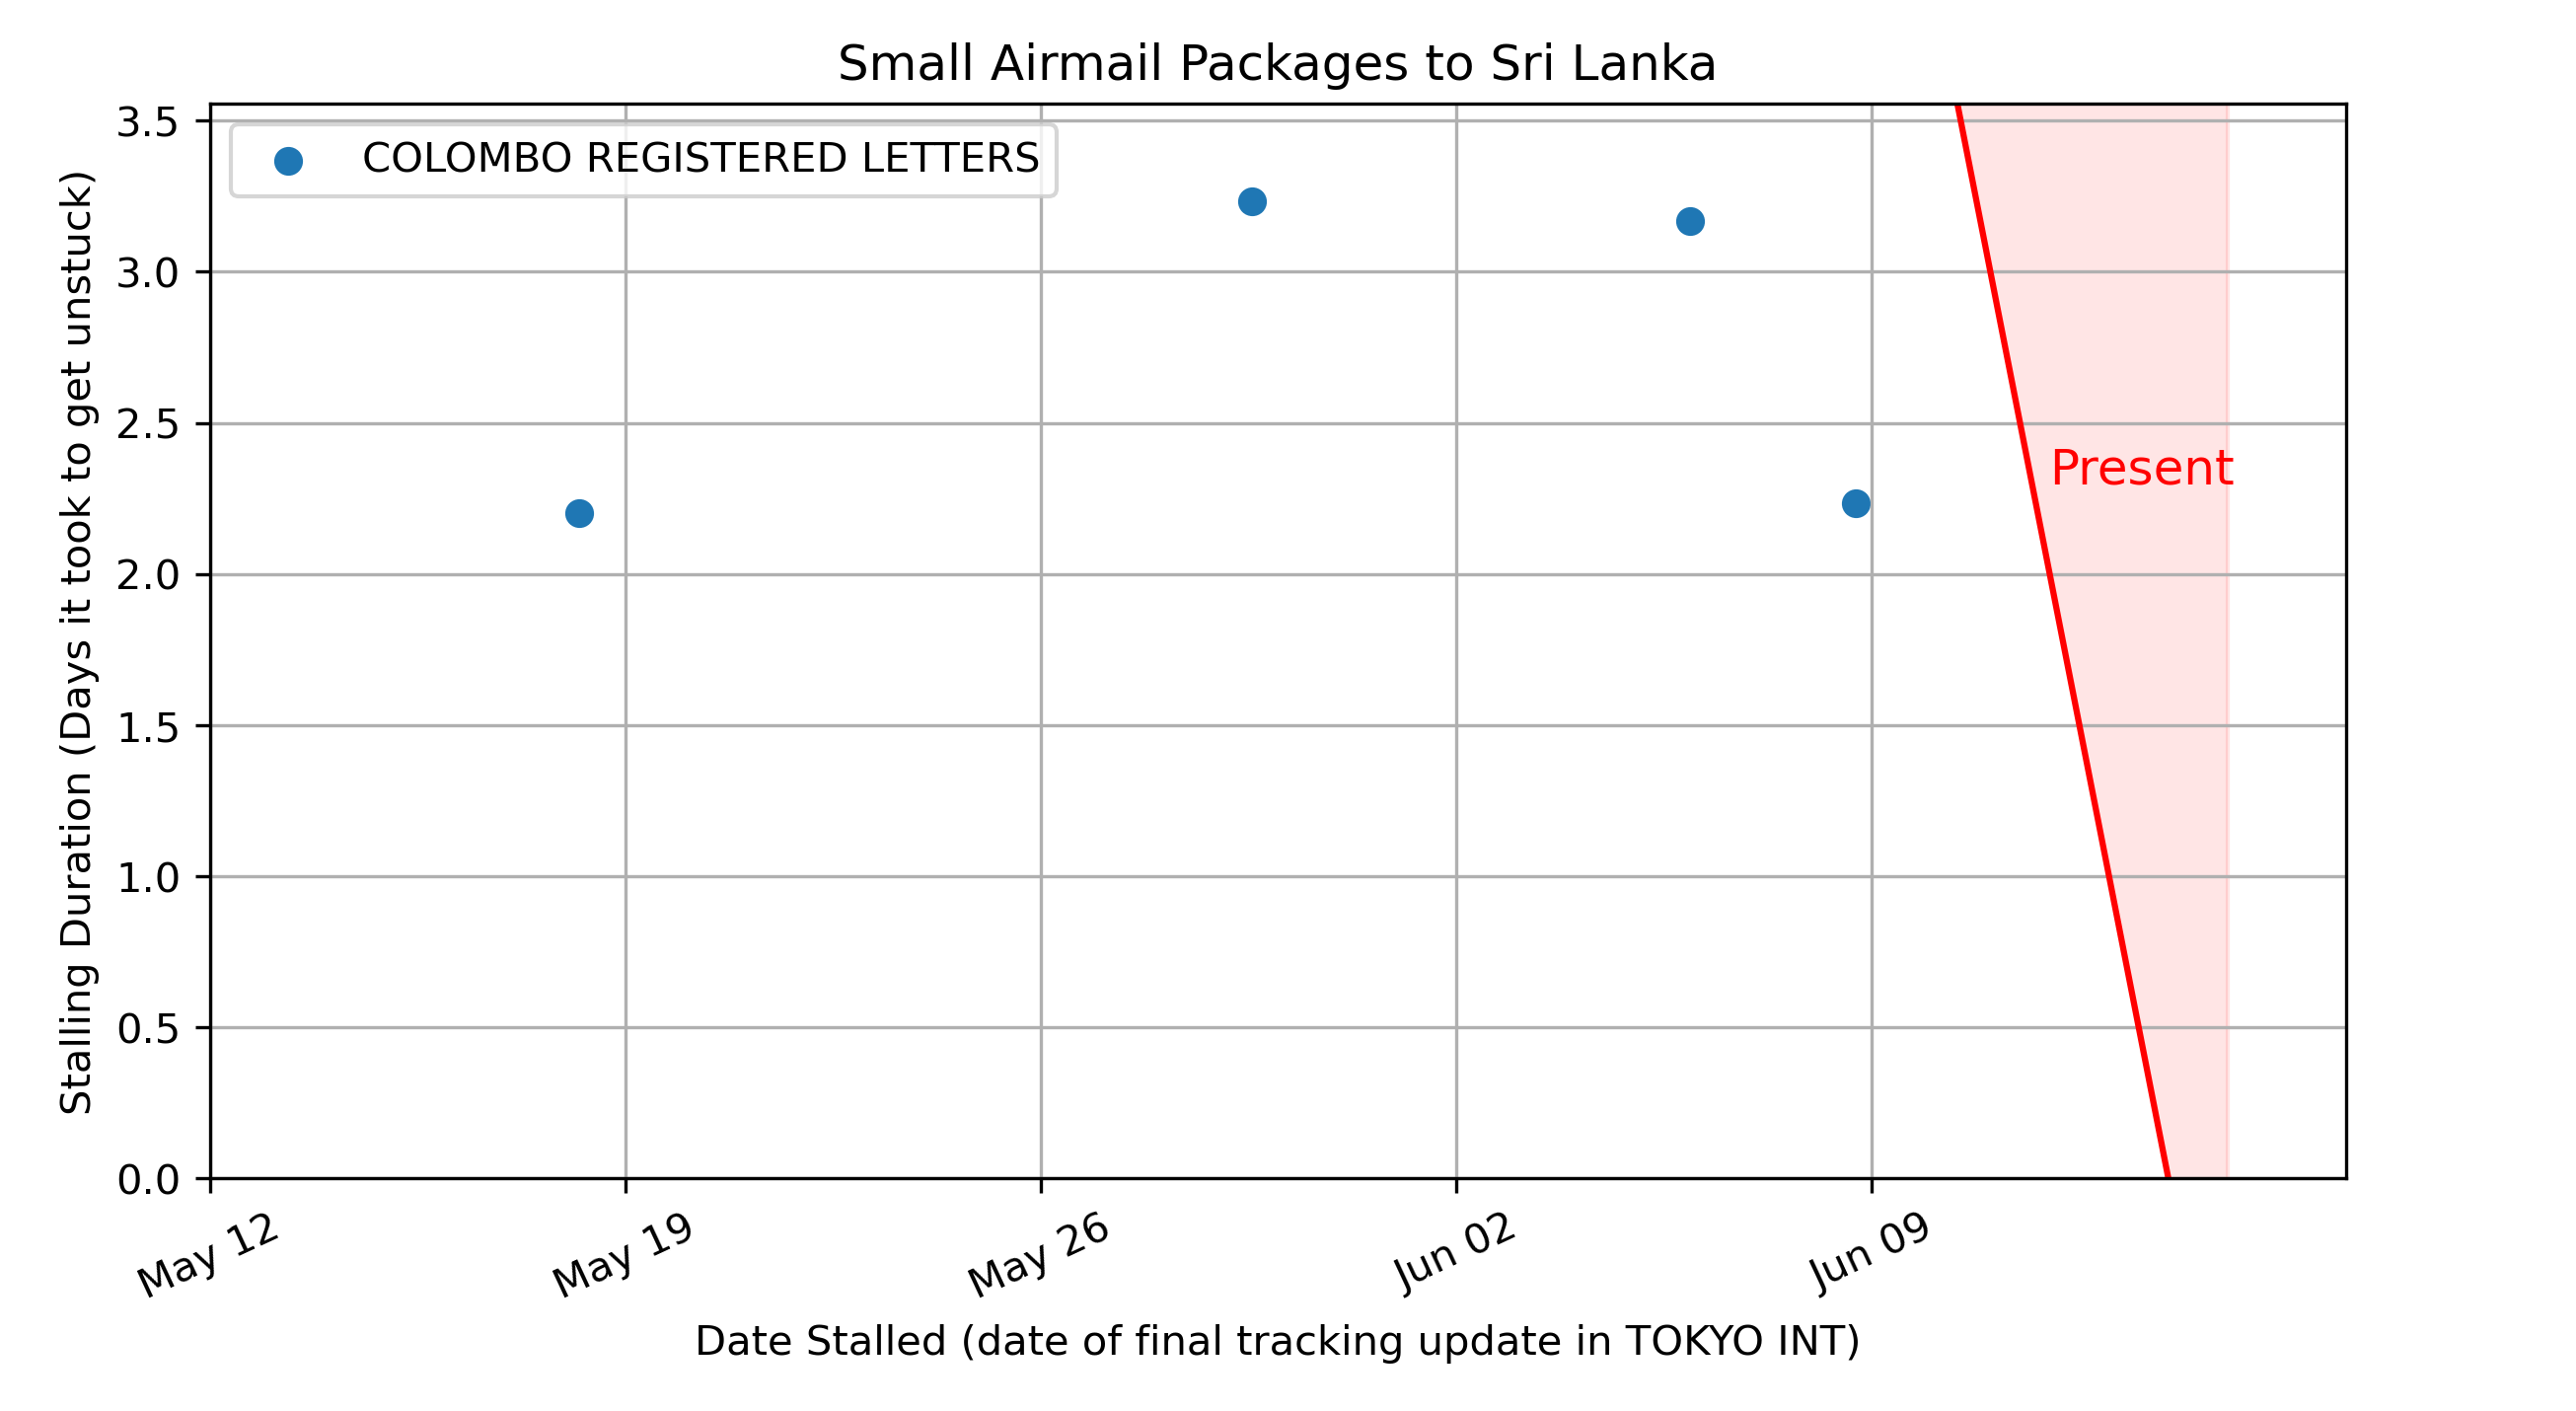 Small Airmail Packages to Sri Lanka
COLOMBO REGISTERED LETTERS
Present
Stalling Duration (Days it took to get unstuck)
3.5
3.0
2.5
2.0
1.5
1.0
0.5
0.0
May 12
May 19
May 26
Jun 02
Jun 09
Date Stalled (date of final tracking update in TOKYO INT)